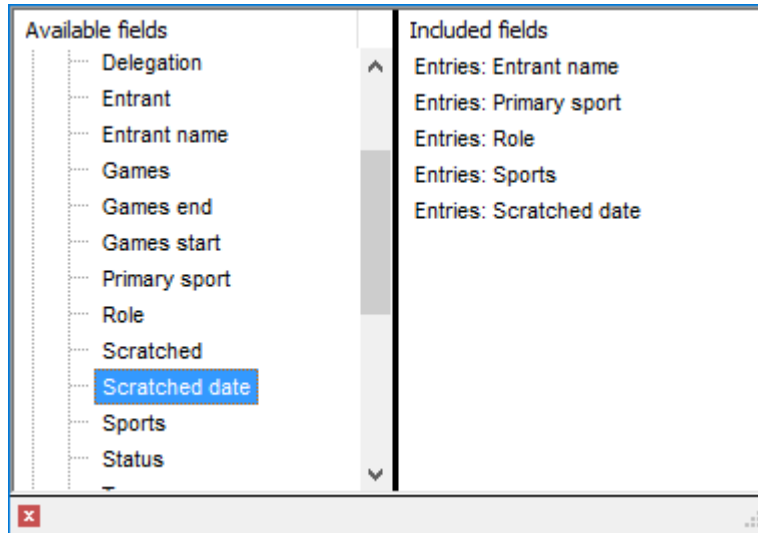 Available fields
Delegation
Entrant
Entrant name
Games
Games end
Games start
Primary sport
Role
Scratched
Scratched date
Sports
Status
Included fields
Entries: Entrant name
Entries: Primary sport
Entries: Role
Entries: Sports
Entries: Scratched date